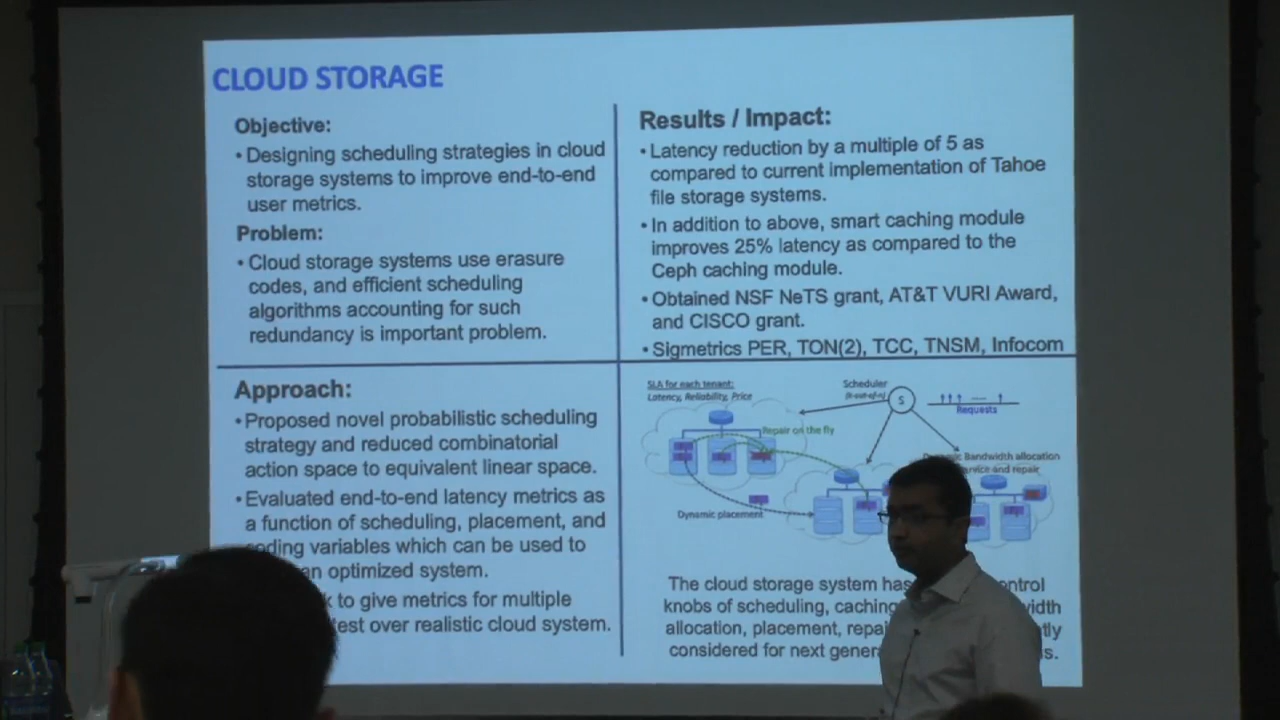 CLOUD STORAGE
Objective:
• Designing scheduling strategies in cloud
storage systems to improve end-to-end
user metrics.
Problem:
• Cloud storage systems use erasure
codes, and efficient scheduling
algorithms accounting for such
redundancy is important problem.
Results / Impact:
• Latency reduction by a multiple of 5 as
compared to current implementation of Tahoe
file storage systems.
• In addition to above, smart caching module
improves 25% latency as compared to the
Ceph caching module.
• Obtained NSF NeTS grant, AT&T VURI Award,
and CISCO grant.
• Sigmetrics PER, TON(2), TCC, TNSM, Infocom
Approach:
• Proposed novel probabilistic scheduling
strategy and reduced combinatorial
action space to equivalent linear space.
• Evaluated end-to-end latency metrics as
a function of scheduling, placement, and
coding variables which can be used to
an optimized system.
to give metrics for multiple
test over realistic cloud system.
SLA for each tenant:
Latency, Reliability, Price
Scheduler
(k-out-of-n)
S
Requests
Repair on the fly
Bandwidth allocation
and repair
Dynamic placement
The cloud storage system has
knobs of scheduling, caching
allocation, placement,
considered for next